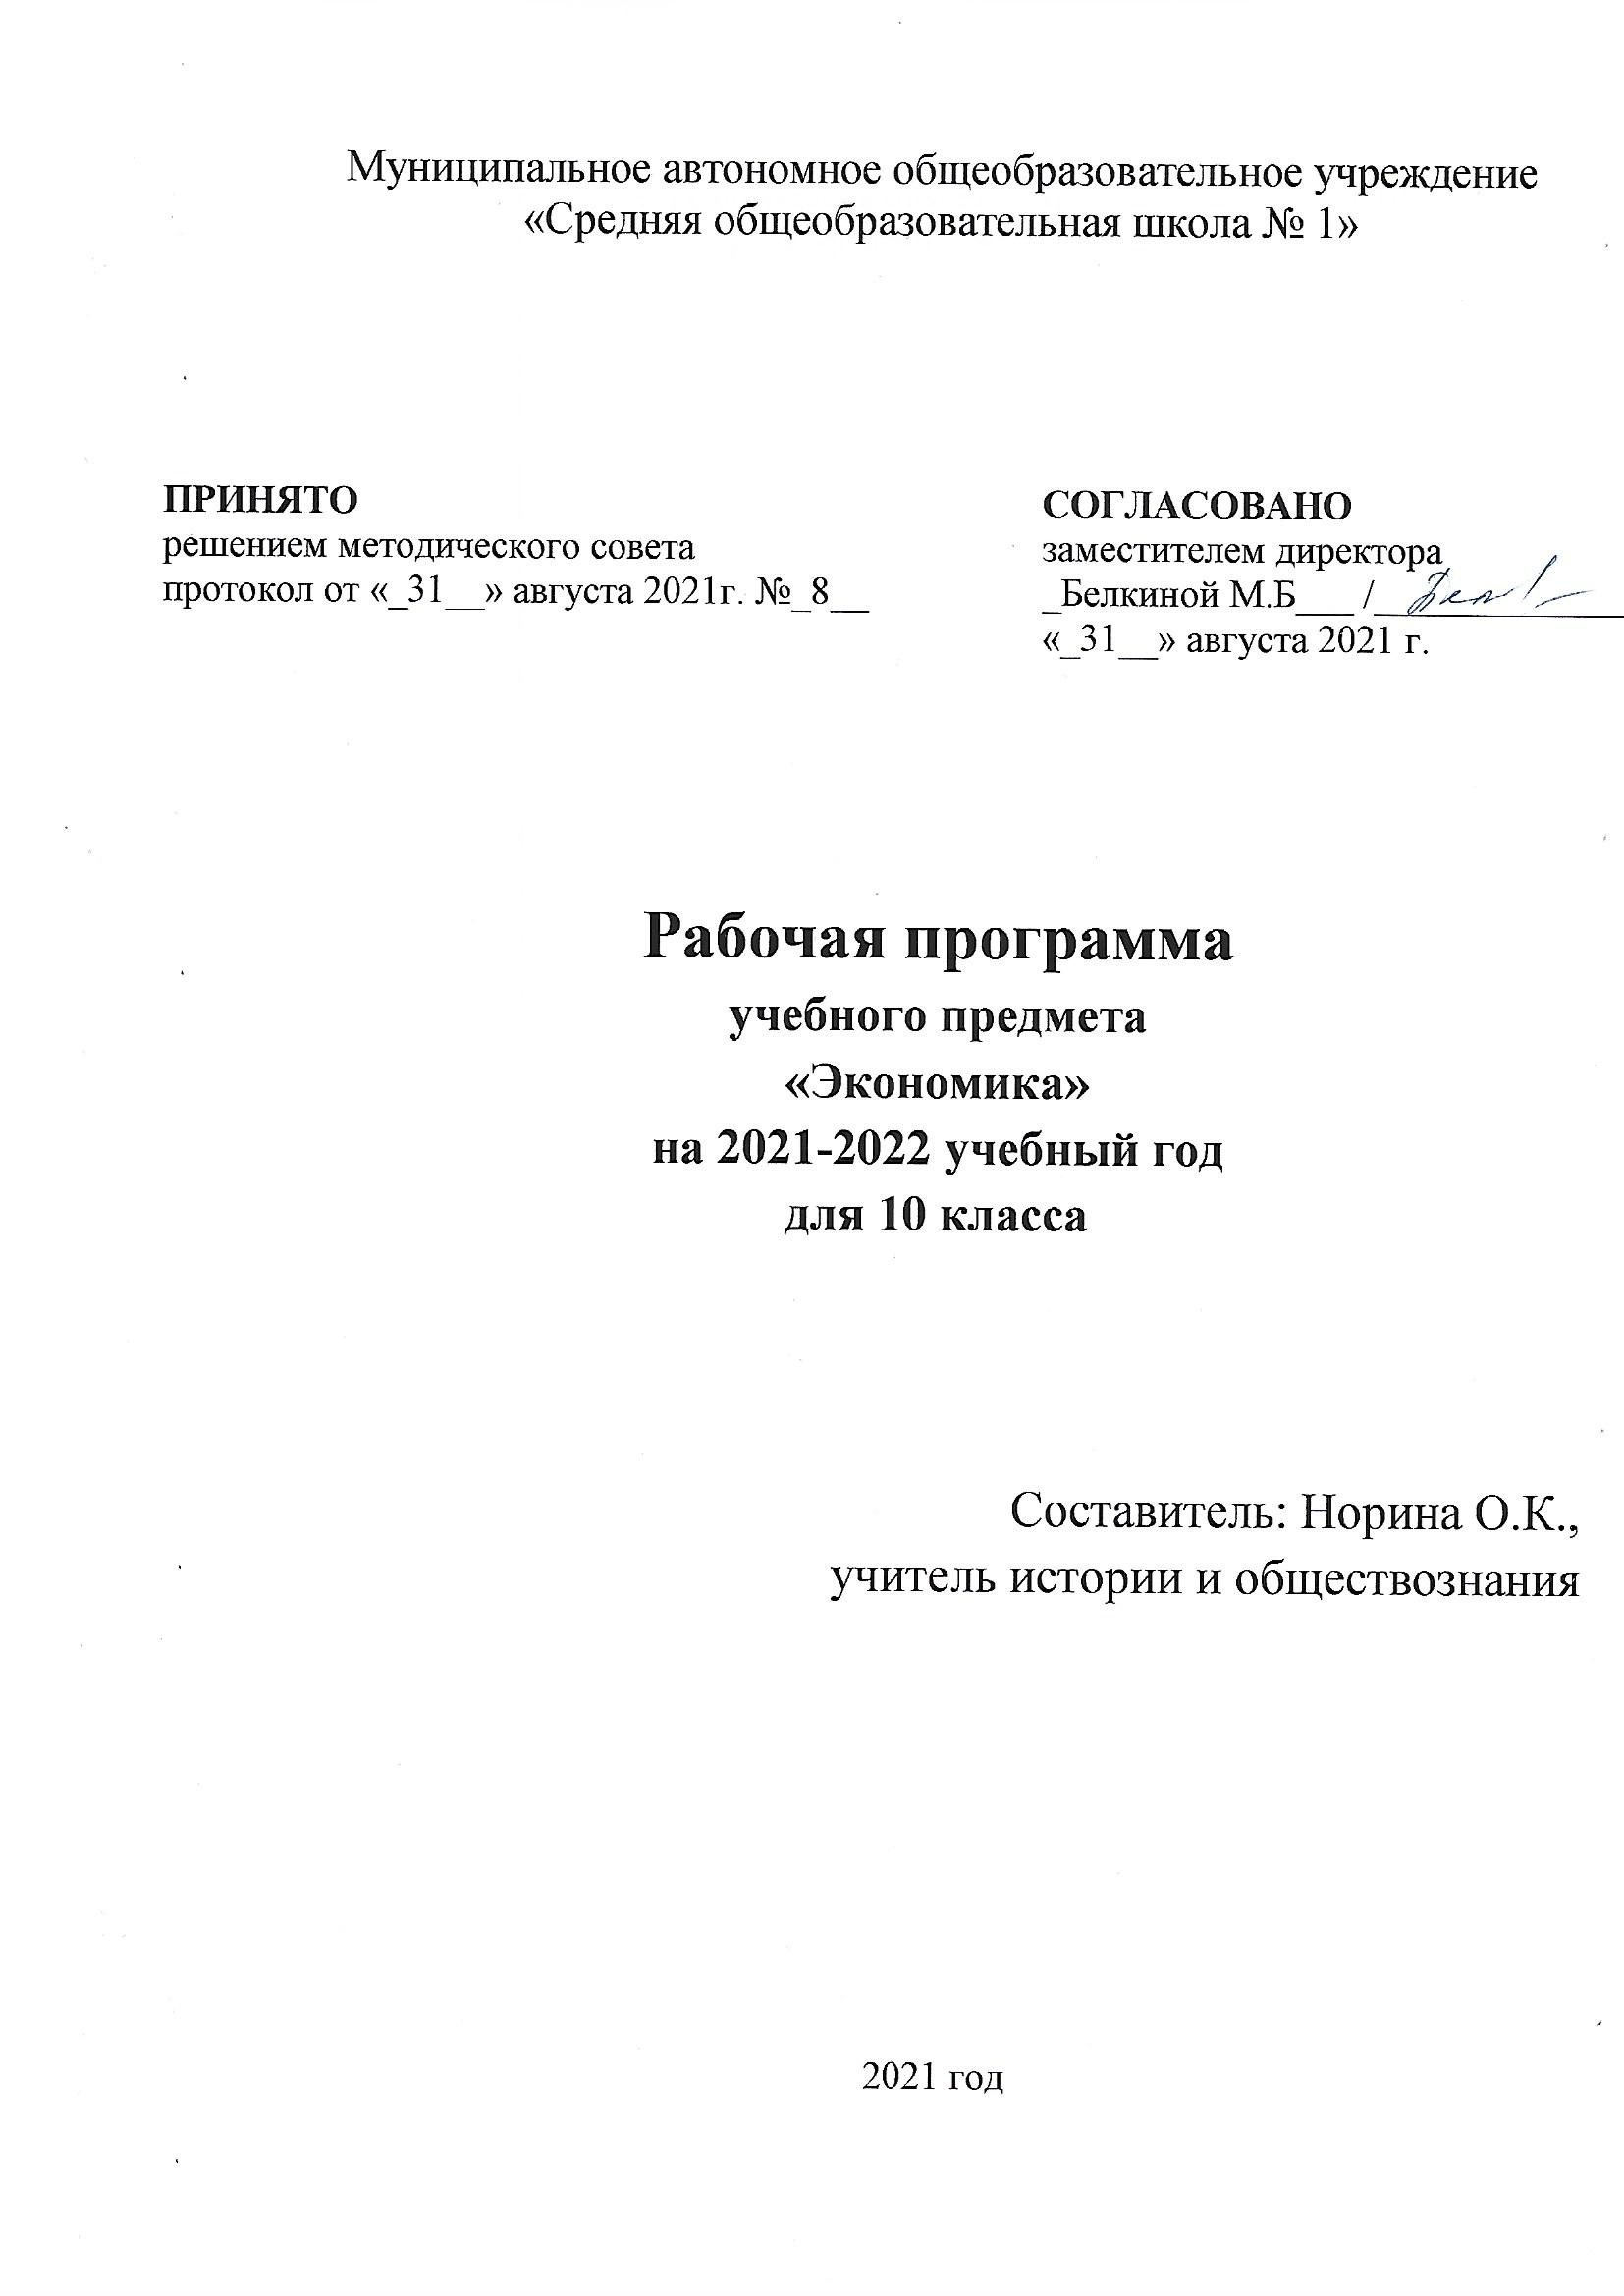 Муниципальное автономное общеобразовательное учреждение
«Средняя общеобразовательная школа № 1»
ПРИНЯТО
решением методического совета
протокол от «_31__» августа 2021г. №_8__
СОГЛАСОВАНО
заместителем директора
_Белкиной М.Б___ /______________
«_31__» августа 2021 г.
Рабочая программа
учебного предмета
«Экономика»
на 2021-2022 учебный год
для 10 класса
Составитель: Норина О.К.,
учитель истории и обществознания
2021 год